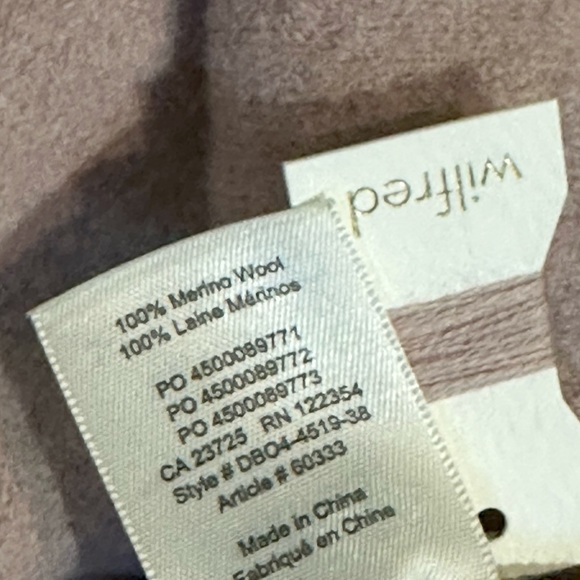 wilfred
100% Merino Wool
100% Laine Mérinos
PO 4500089771
PO 4500089772
PO 4500089773
CA 23725 RN 122354
Style # DBO4-4519-38
Article # 60333
Made in China
Fabriqué en Chine